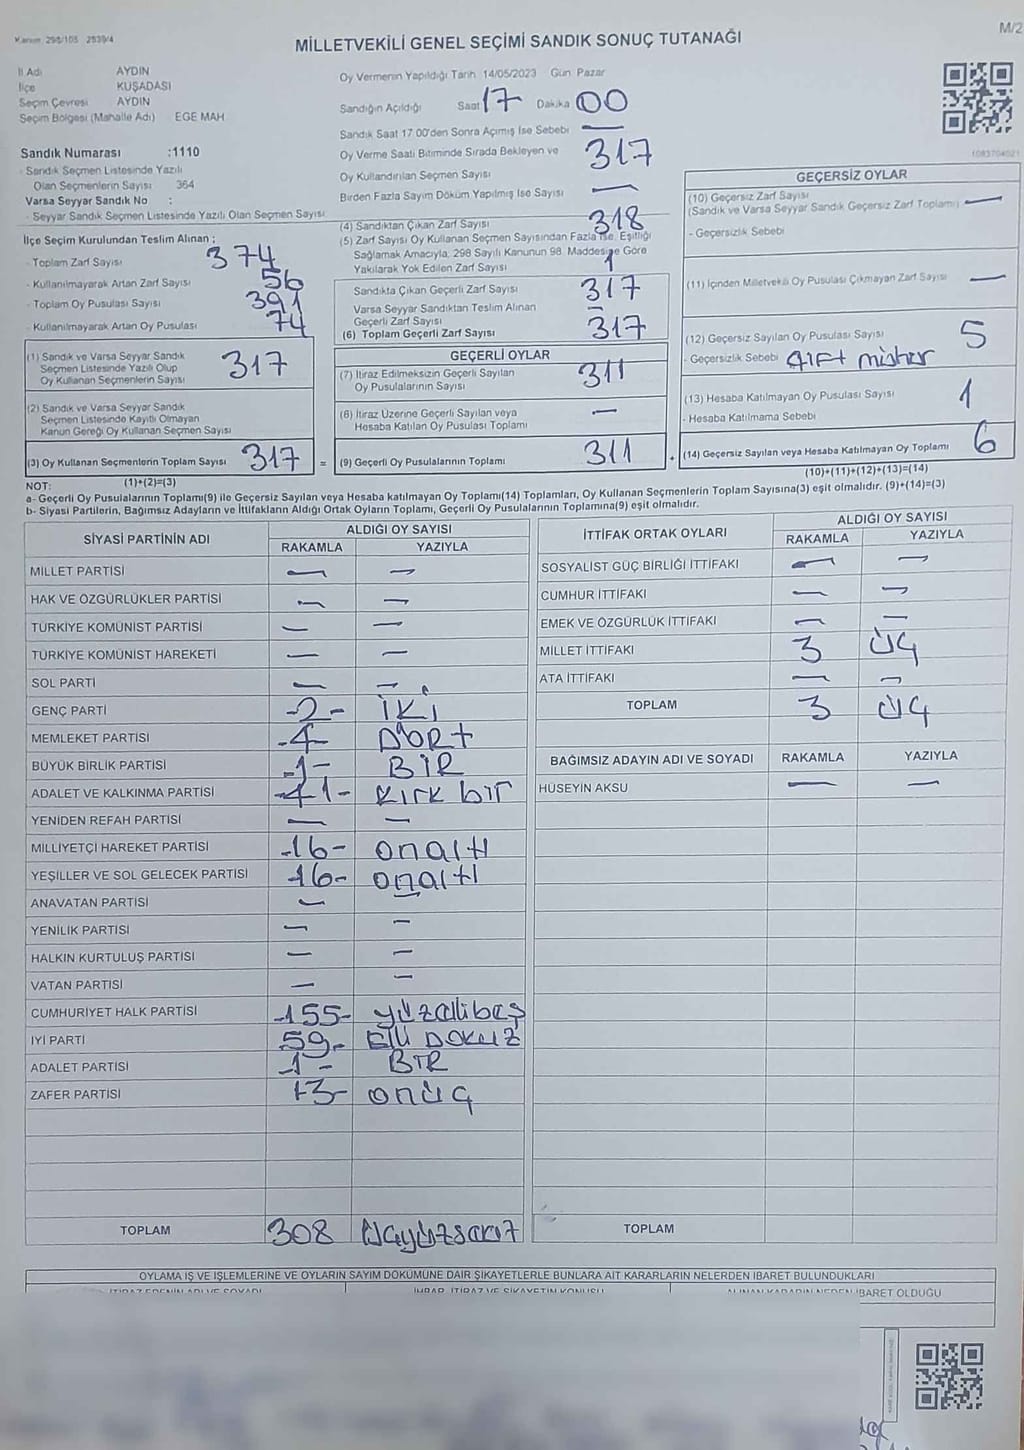 Kanun 298/105 2839/4
M/2
MİLLETVEKİLİ GENEL SEÇİMİ SANDIK SONUÇ TUTANAĞI
İl Adı AYDIN
İlçe KUŞADASI
Seçim Çevresi AYDIN
Seçim Bölgesi (Mahalle Adı) EGE MAH
Sandık Numarası :1110
- Sandık Seçmen Listesinde Yazılı
Olan Seçmenlerin Sayısı 364
Varsa Seyyar Sandık No :
- Seyyar Sandık Seçmen Listesinde Yazılı Olan Seçmen Sayısı
Oy Vermenin Yapıldığı Tarih 14/05/2023 Gün Pazar
Sandığın Açıldığı Saat 17 Dakika 00
Sandık Saat 17 00'den Sonra Açımış İse Sebebi —
Oy Verme Saati Bitiminde Sırada Bekleyen ve
Oy Kullandırılan Seçmen Sayısı 317
Birden Fazla Sayım Döküm Yapılmış İse Sayısı —
(4) Sandıktan Çıkan Zarf Sayısı 318
(5) Zarf Sayısı Oy Kullanan Seçmen Sayısından Fazla İse, Eşitliği
Sağlamak Amacıyla, 298 Sayılı Kanunun 98. Maddesine Göre
Yakılarak Yok Edilen Zarf Sayısı 1
İlçe Seçim Kurulundan Teslim Alınan ;
- Toplam Zarf Sayısı 374
- Kullanılmayarak Artan Zarf Sayısı 56
- Toplam Oy Pusulası Sayısı 391
- Kullanılmayarak Artan Oy Pusulası 74
Sandıkta Çıkan Geçerli Zarf Sayısı 317
Varsa Seyyar Sandıktan Teslim Alınan
Geçerli Zarf Sayısı —
(6) Toplam Geçerli Zarf Sayısı 317
1083704021
GEÇERSİZ OYLAR
(10) Geçersiz Zarf Sayısı
(Sandık ve Varsa Seyyar Sandık Geçersiz Zarf Toplamı) —
- Geçersizlik Sebebi
(11) İçinden Milletvekili Oy Pusulası Çıkmayan Zarf Sayısı —
(12) Geçersiz Sayılan Oy Pusulası Sayısı 5
- Geçersizlik Sebebi çift mühür
(13) Hesaba Katılmayan Oy Pusulası Sayısı 1
- Hesaba Katılmama Sebebi
(14) Geçersiz Sayılan veya Hesaba Katılmayan Oy Toplamı 6
(10)+(11)+(12)+(13)=(14)
(1) Sandık ve Varsa Seyyar Sandık
Seçmen Listesinde Yazılı Olup
Oy Kullanan Seçmenlerin Sayısı 317
(2) Sandık ve Varsa Seyyar Sandık
Seçmen Listesinde Kayıtlı Olmayan
Kanun Gereği Oy Kullanan Seçmen Sayısı
(3) Oy Kullanan Seçmenlerin Toplam Sayısı 317 =
(1)+(2)=(3)
GEÇERLİ OYLAR
(7) İtiraz Edilmeksizin Geçerli Sayılan
Oy Pusulalarının Sayısı 311
(8) İtiraz Üzerine Geçerli Sayılan veya
Hesaba Katılan Oy Pusulası Toplamı —
(9) Geçerli Oy Pusulalarının Toplamı 311 +
NOT:
a- Geçerli Oy Pusulalarının Toplamı(9) ile Geçersiz Sayılan veya Hesaba katılmayan Oy Toplamı(14) Toplamları, Oy Kullanan Seçmenlerin Toplam Sayısına(3) eşit olmalıdır. (9)+(14)=(3)
b- Siyasi Partilerin, Bağımsız Adayların ve İttifakların Aldığı Ortak Oyların Toplamı, Geçerli Oy Pusulalarının Toplamına(9) eşit olmalıdır.
SİYASİ PARTİNİN ADI ALDIĞI OY SAYISI
RAKAMLA YAZIYLA
MİLLET PARTİSİ — —
HAK VE ÖZGÜRLÜKLER PARTİSİ — —
TÜRKİYE KOMÜNİST PARTİSİ — —
TÜRKİYE KOMÜNİST HAREKETİ — —
SOL PARTİ — —
GENÇ PARTİ -2- İKİ
MEMLEKET PARTİSİ -4- DÖRT
BÜYÜK BİRLİK PARTİSİ -1- BİR
ADALET VE KALKINMA PARTİSİ -41- KIRK bir
YENİDEN REFAH PARTİSİ — —
MİLLİYETÇİ HAREKET PARTİSİ -16- onaltı
YEŞİLLER VE SOL GELECEK PARTİSİ -16- onaltı
ANAVATAN PARTİSİ — —
YENİLİK PARTİSİ — —
HALKIN KURTULUŞ PARTİSİ — —
VATAN PARTİSİ — —
CUMHURİYET HALK PARTİSİ -155- yüzellibeş
İYİ PARTİ 59- Elli DOKUZ
ADALET PARTİSİ -1- BİR
ZAFER PARTİSİ 13- onüç
TOPLAM 308 üçyüzsekiz
İTTİFAK ORTAK OYLARI ALDIĞI OY SAYISI
RAKAMLA YAZIYLA
SOSYALİST GÜÇ BİRLİĞİ İTTİFAKI — —
CUMHUR İTTİFAKI — —
EMEK VE ÖZGÜRLÜK İTTİFAKI — —
MİLLET İTTİFAKI 3 ÜÇ
ATA İTTİFAKI — —
TOPLAM 3 ÜÇ
BAĞIMSIZ ADAYIN ADI VE SOYADI RAKAMLA YAZIYLA
HÜSEYİN AKSU — —
TOPLAM
OYLAMA İŞ VE İŞLEMLERİNE VE OYLARIN SAYIM DÖKÜMÜNE DAİR ŞİKAYETLERLE BUNLARA AİT KARARLARIN NELERDEN İBARET BULUNDUKLARI
İTİRAZ EDENİN ADI VE SOYADI İHBAR, İTİRAZ VE ŞİKAYETİN KONUSU ALINAN KARARIN NEDEN İBARET OLDUĞU